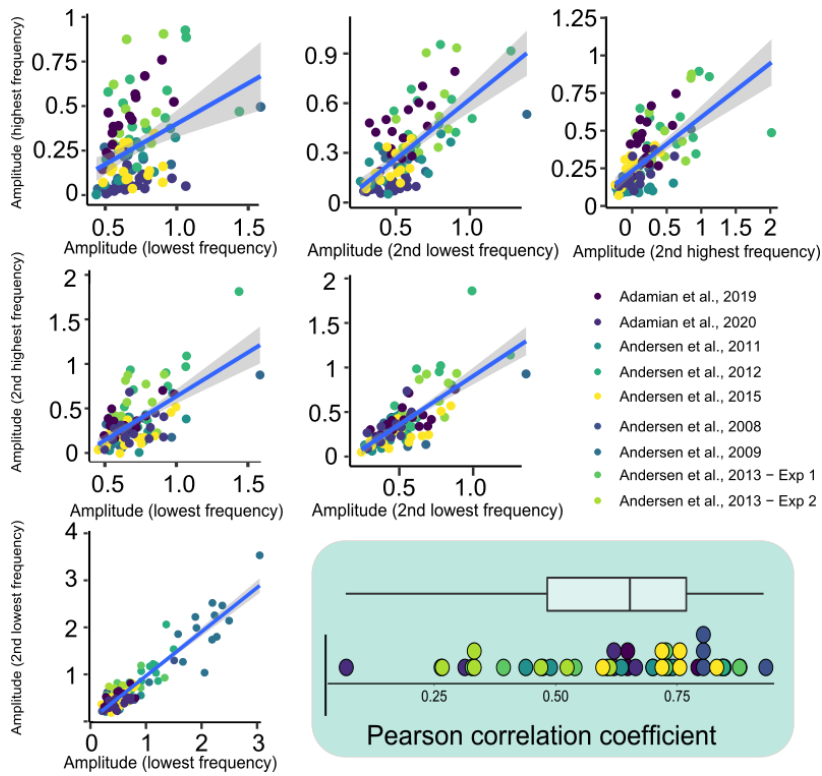 Amplitude (highest frequency)
1
0.75
0.5
0.25
0
0.5
1.0
1.5
Amplitude (lowest frequency)
0.9
0.6
0.3
0
0.5
1.0
Amplitude (2nd lowest frequency)
1.25
1
0.75
0.5
0.25
0
0
0.5
1
1.5
2
Amplitude (2nd highest frequency)
Amplitude (2nd highest frequency)
2
1.5
1
0.5
0
0.5
1.0
1.5
Amplitude (lowest frequency)
2
1.5
1
0.5
0
0.5
1.0
Amplitude (2nd lowest frequency)
Adamian et al., 2019
Adamian et al., 2020
Andersen et al., 2011
Andersen et al., 2012
Andersen et al., 2015
Andersen et al., 2008
Andersen et al., 2009
Andersen et al., 2013 − Exp 1
Andersen et al., 2013 − Exp 2
Amplitude (2nd lowest frequency)
4
3
2
1
0
0
1
2
3
Amplitude (lowest frequency)
0.25
0.50
0.75
Pearson correlation coefficient